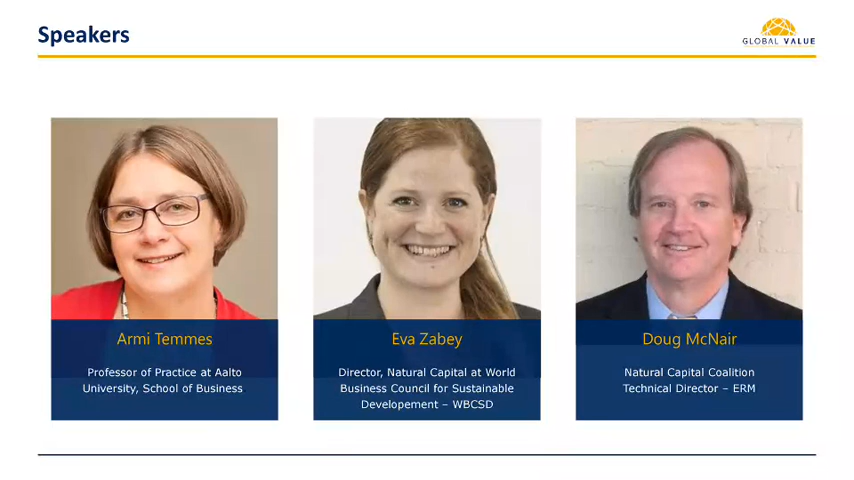 Speakers
GLOBAL VALUE
Armi Temmes
Professor of Practice at Aalto
University, School of Business
Eva Zabey
Director, Natural Capital at World
Business Council for Sustainable
Developement – WBCSD
Doug McNair
Natural Capital Coalition
Technical Director – ERM